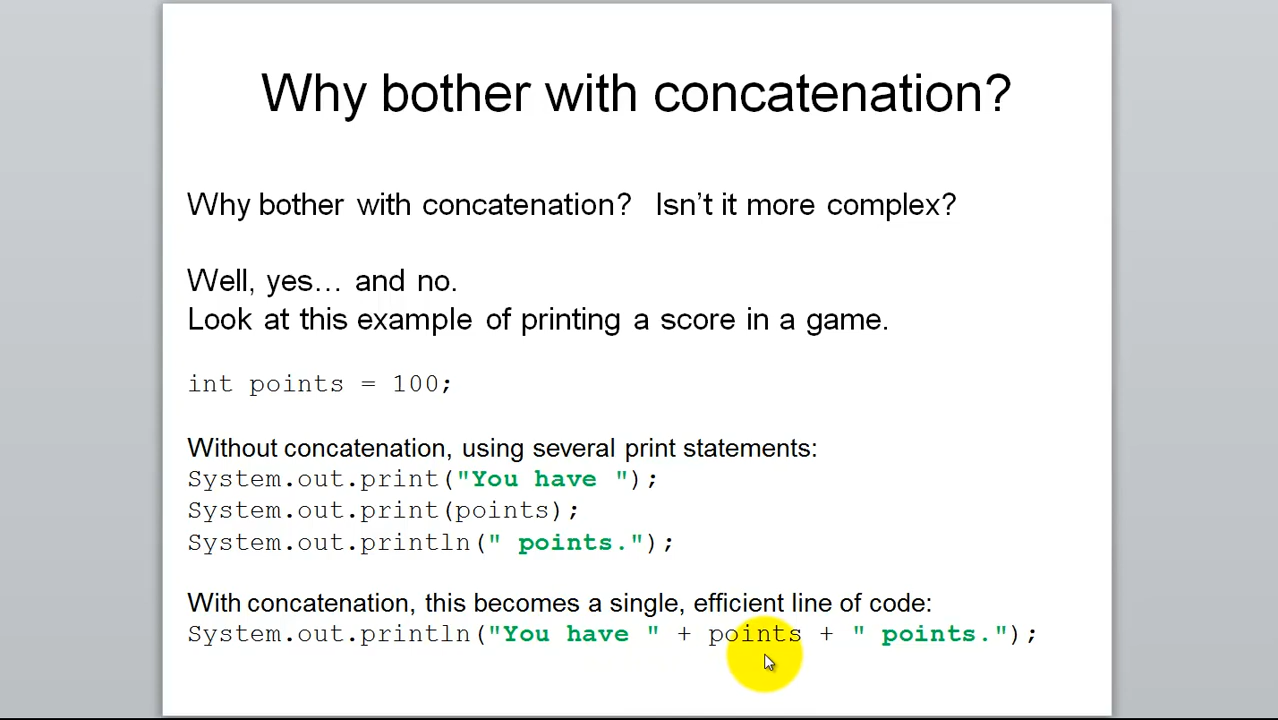 Why bother with concatenation?
Why bother with concatenation? Isn't it more complex?
Well, yes… and no.
Look at this example of printing a score in a game.
int points = 100;
Without concatenation, using several print statements:
System.out.print("You have ");
System.out.print(points);
System.out.println(" points.");
With concatenation, this becomes a single, efficient line of code:
System.out.println("You have " + points + " points.");